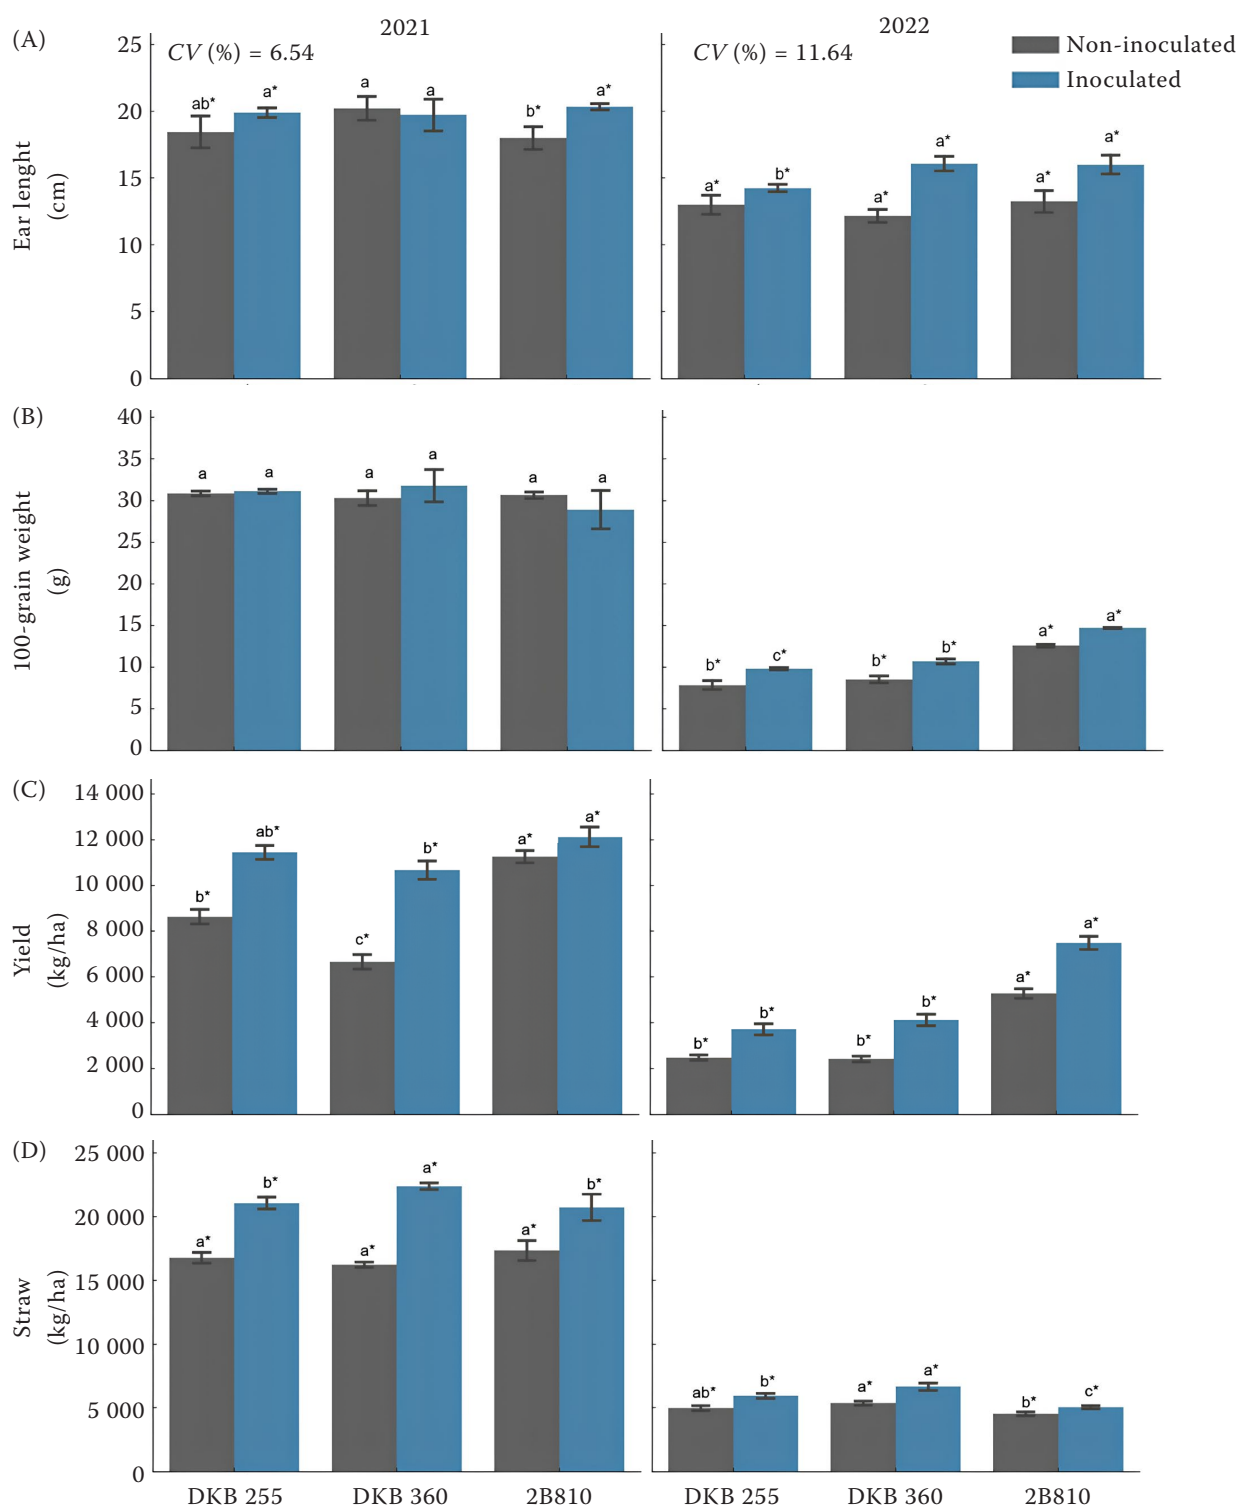 2021
2022
(A)
CV (%) = 6.54
CV (%) = 11.64
Non-inoculated
Inoculated
Ear lenght
(cm)
25
20
15
10
5
0
ab* a* a a b* a*
a* b* a* a* a* a*
(B)
100-grain weight
(g)
40
35
30
25
20
15
10
5
0
a a a a a a
b* c* b* b* a* a*
(C)
Yield
(kg/ha)
14 000
12 000
10 000
8 000
6 000
4 000
2 000
0
b* ab* c* b* a* a*
b* b* b* b* a* a*
(D)
Straw
(kg/ha)
25 000
20 000
15 000
10 000
5 000
0
a* b* a* a* a* b*
ab* b* a* a* b* c*
DKB 255 DKB 360 2B810
DKB 255 DKB 360 2B810